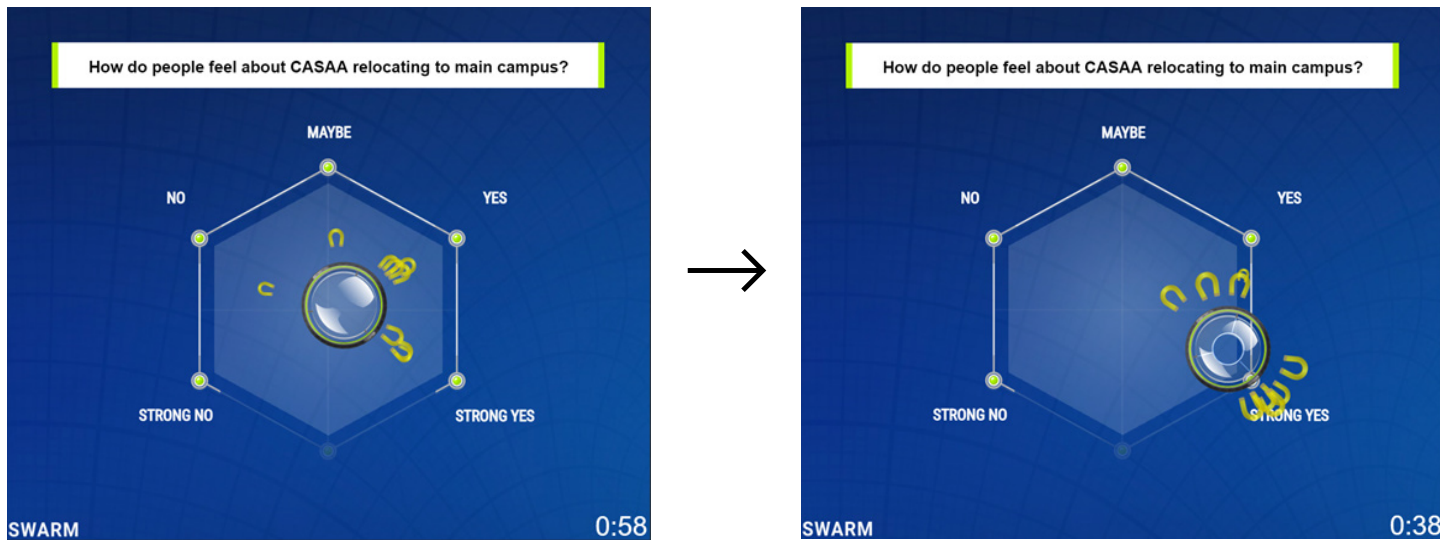 How do people feel about CASAA relocating to main campus?
MAYBE
NO
YES
STRONG NO
STRONG YES
SWARM
0:58
How do people feel about CASAA relocating to main campus?
MAYBE
NO
YES
STRONG NO
STRONG YES
SWARM
0:38